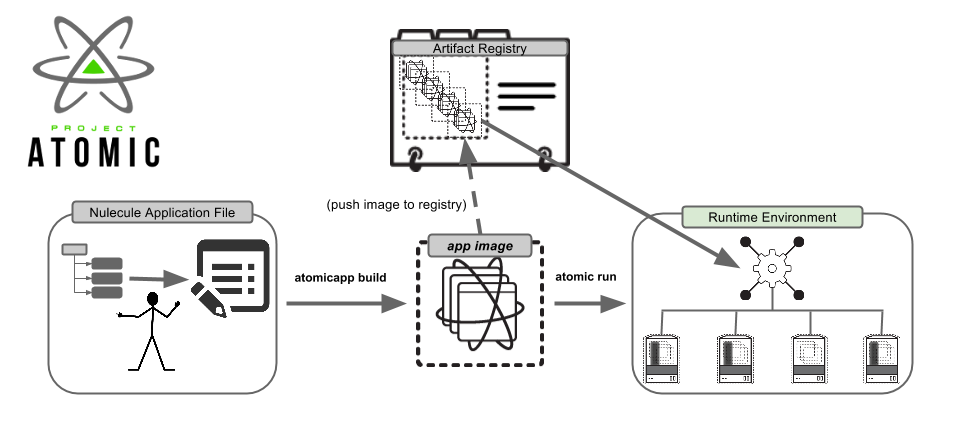 PROJECT
ATOMIC
Artifact Registry
(push image to registry)
Nulecule Application File
atomicapp build
app image
atomic run
Runtime Environment